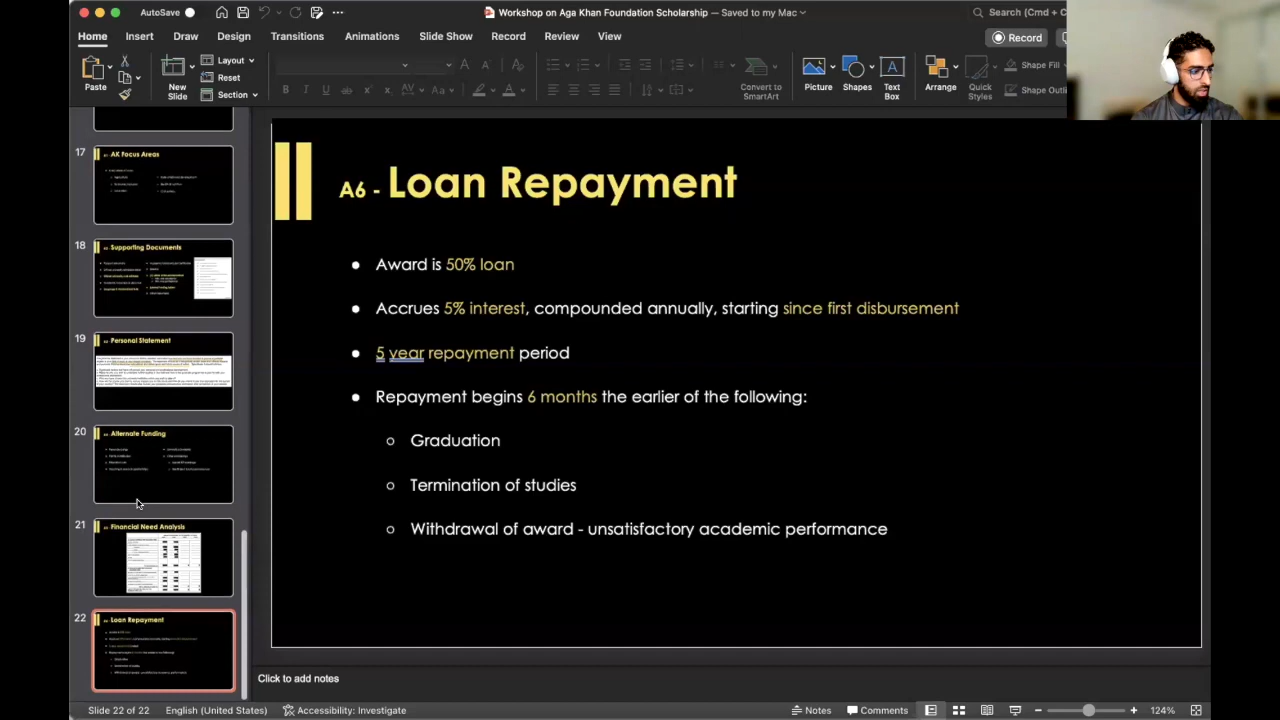 AutoSave
Workshop on Aga Khan Foundation Scholarship — Saved to my Mac
Search (Cmd + C
Home Insert Draw Design Transitions Animations Slide Show Record Review View
Record
Paste
New Slide
Layout
Reset
Section
Convert to SmartArt
Picture
Shapes
Text Box
Arrange
Quick Styles
Shape Fill
Shape Outli
17
AK Focus Areas
18
Supporting Documents
19
Personal Statement
20
Alternate Funding
21
Financial Need Analysis
22
Loan Repayment
A6 - Loan Repayment
● Award is 50% loan
● Accrues 5% interest, compounded annually, starting since first disbursement
● 5 year repayment period
● Repayment begins 6 months the earlier of the following:
○ Graduation
○ Termination of studies
○ Withdrawal of award - unsatisfactory academic performance
Click to add notes
Slide 22 of 22
English (United States)
Accessibility: Investigate
Notes
Comments
124%